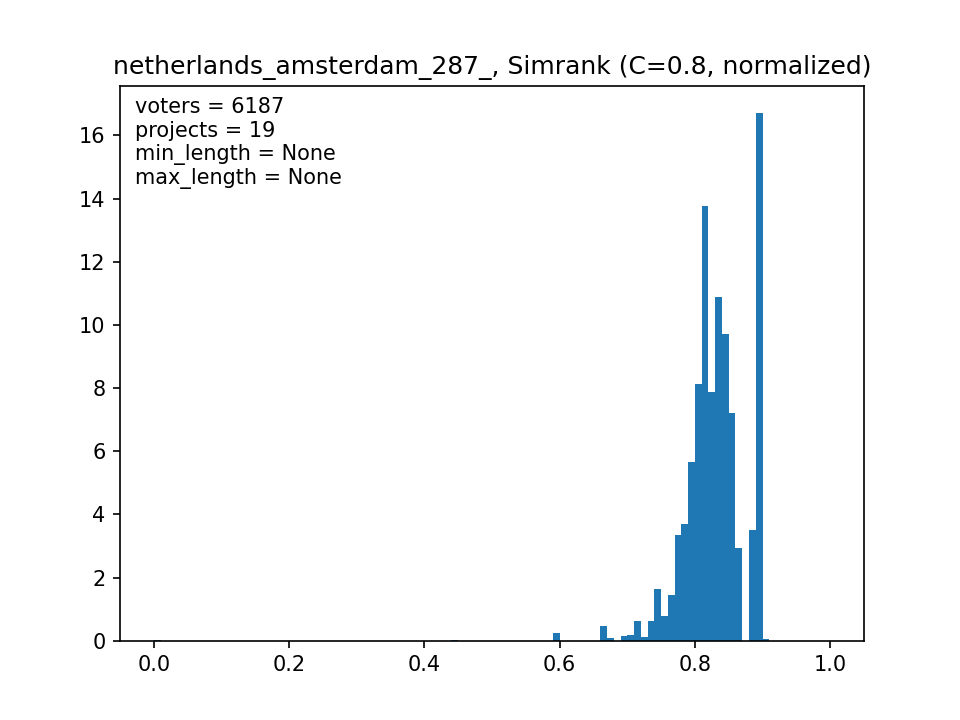 netherlands_amsterdam_287_, Simrank (C=0.8, normalized)
voters = 6187
projects = 19
min_length = None
max_length = None
16
14
12
10
8
6
4
2
0
0.0 0.2 0.4 0.6 0.8 1.0